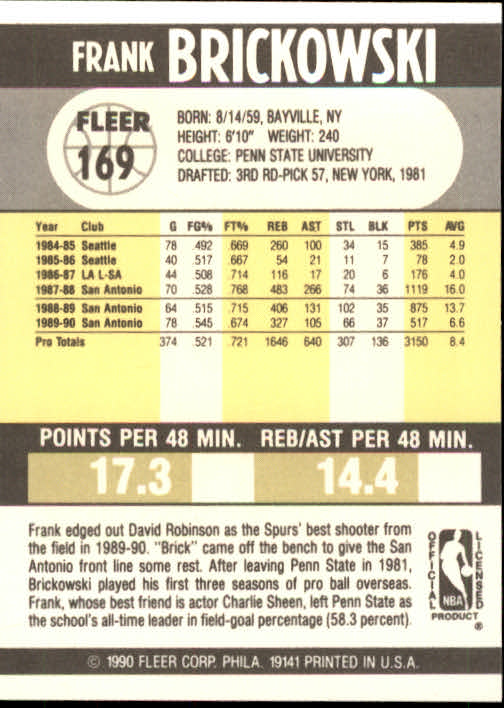 FRANK BRICKOWSKI
FLEER
169
BORN: 8/14/59, BAYVILLE, NY
HEIGHT: 6'10" WEIGHT: 240
COLLEGE: PENN STATE UNIVERSITY
DRAFTED: 3RD RD-PICK 57, NEW YORK, 1981
Year Club G FG% FT% REB AST STL BLK PTS AVG
1984-85 Seattle 78 .492 .669 260 100 34 15 385 4.9
1985-86 Seattle 40 .517 .667 54 21 11 7 78 2.0
1986-87 LA L-SA 44 .508 .714 116 17 20 6 176 4.0
1987-88 San Antonio 70 .528 .768 483 266 74 36 1119 16.0
1988-89 San Antonio 64 .515 .715 406 131 102 35 875 13.7
1989-90 San Antonio 78 .545 .674 327 105 66 37 517 6.6
Pro Totals 374 .521 .721 1646 640 307 136 3150 8.4
POINTS PER 48 MIN. REB/AST PER 48 MIN.
17.3 14.4
Frank edged out David Robinson as the Spurs' best shooter from
the field in 1989-90. "Brick" came off the bench to give the San
Antonio front line some rest. After leaving Penn State in 1981,
Brickowski played his first three seasons of pro ball overseas.
Frank, whose best friend is actor Charlie Sheen, left Penn State as
the school's all-time leader in field-goal percentage (58.3 percent).
OFFICIAL
LICENSED
NBA
PRODUCT ®
© 1990 FLEER CORP. PHILA. 19141 PRINTED IN U.S.A.